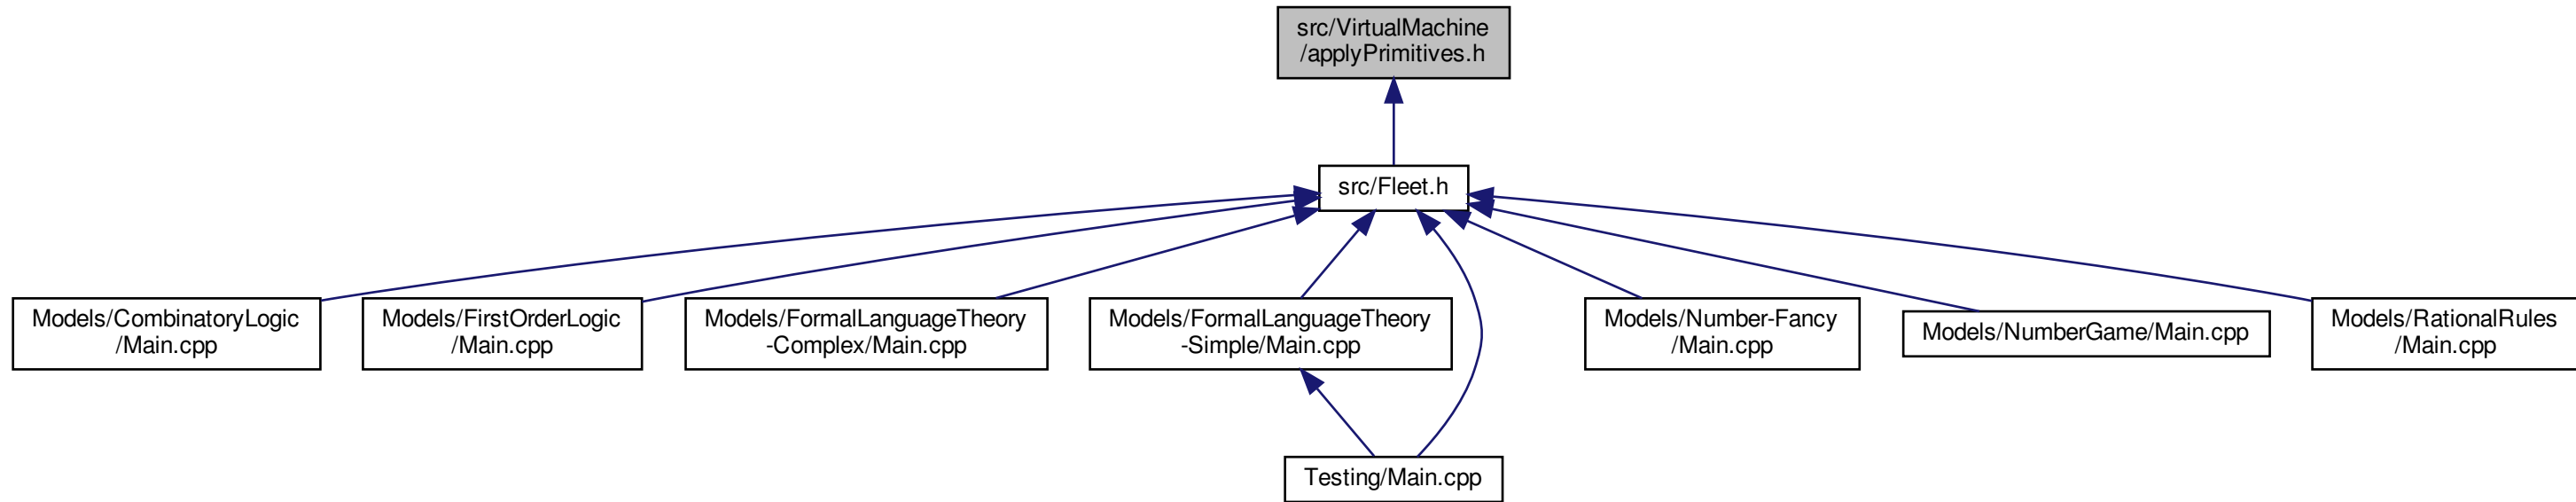 src/VirtualMachine
/applyPrimitives.h
src/Fleet.h
Models/CombinatoryLogic
/Main.cpp
Models/FirstOrderLogic
/Main.cpp
Models/FormalLanguageTheory
-Complex/Main.cpp
Models/FormalLanguageTheory
-Simple/Main.cpp
Models/Number-Fancy
/Main.cpp
Models/NumberGame/Main.cpp
Models/RationalRules
/Main.cpp
Testing/Main.cpp